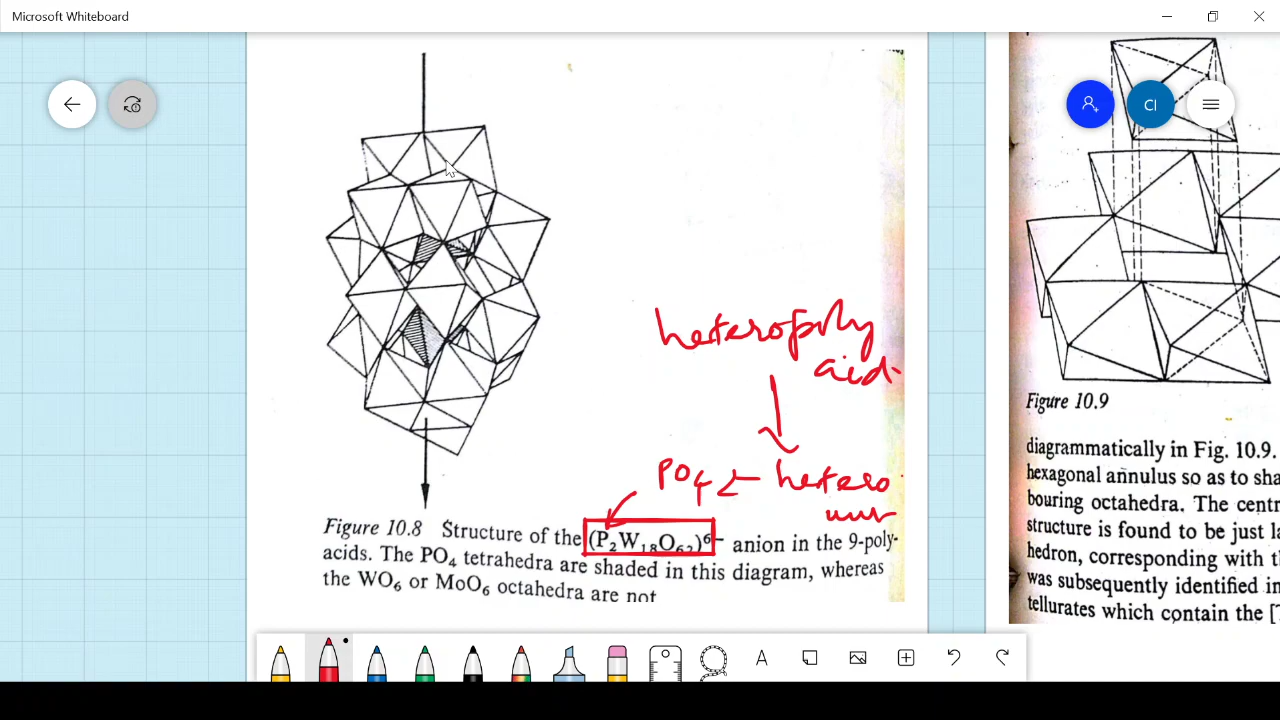 Microsoft Whiteboard
CI
heteropoly
acid.
PO4 ← hetero
Figure 10.8 Structure of the (P2W18O62)6− anion in the 9-poly-
acids. The PO4 tetrahedra are shaded in this diagram, whereas
the WO6 or MoO6 octahedra are not
Figure 10.9
diagrammatically in Fig. 10.9.
hexagonal annulus so as to sha
bouring octahedra. The centr
structure is found to be just la
hedron, corresponding with th
was subsequently identified in
tellurates which contain the [T
A